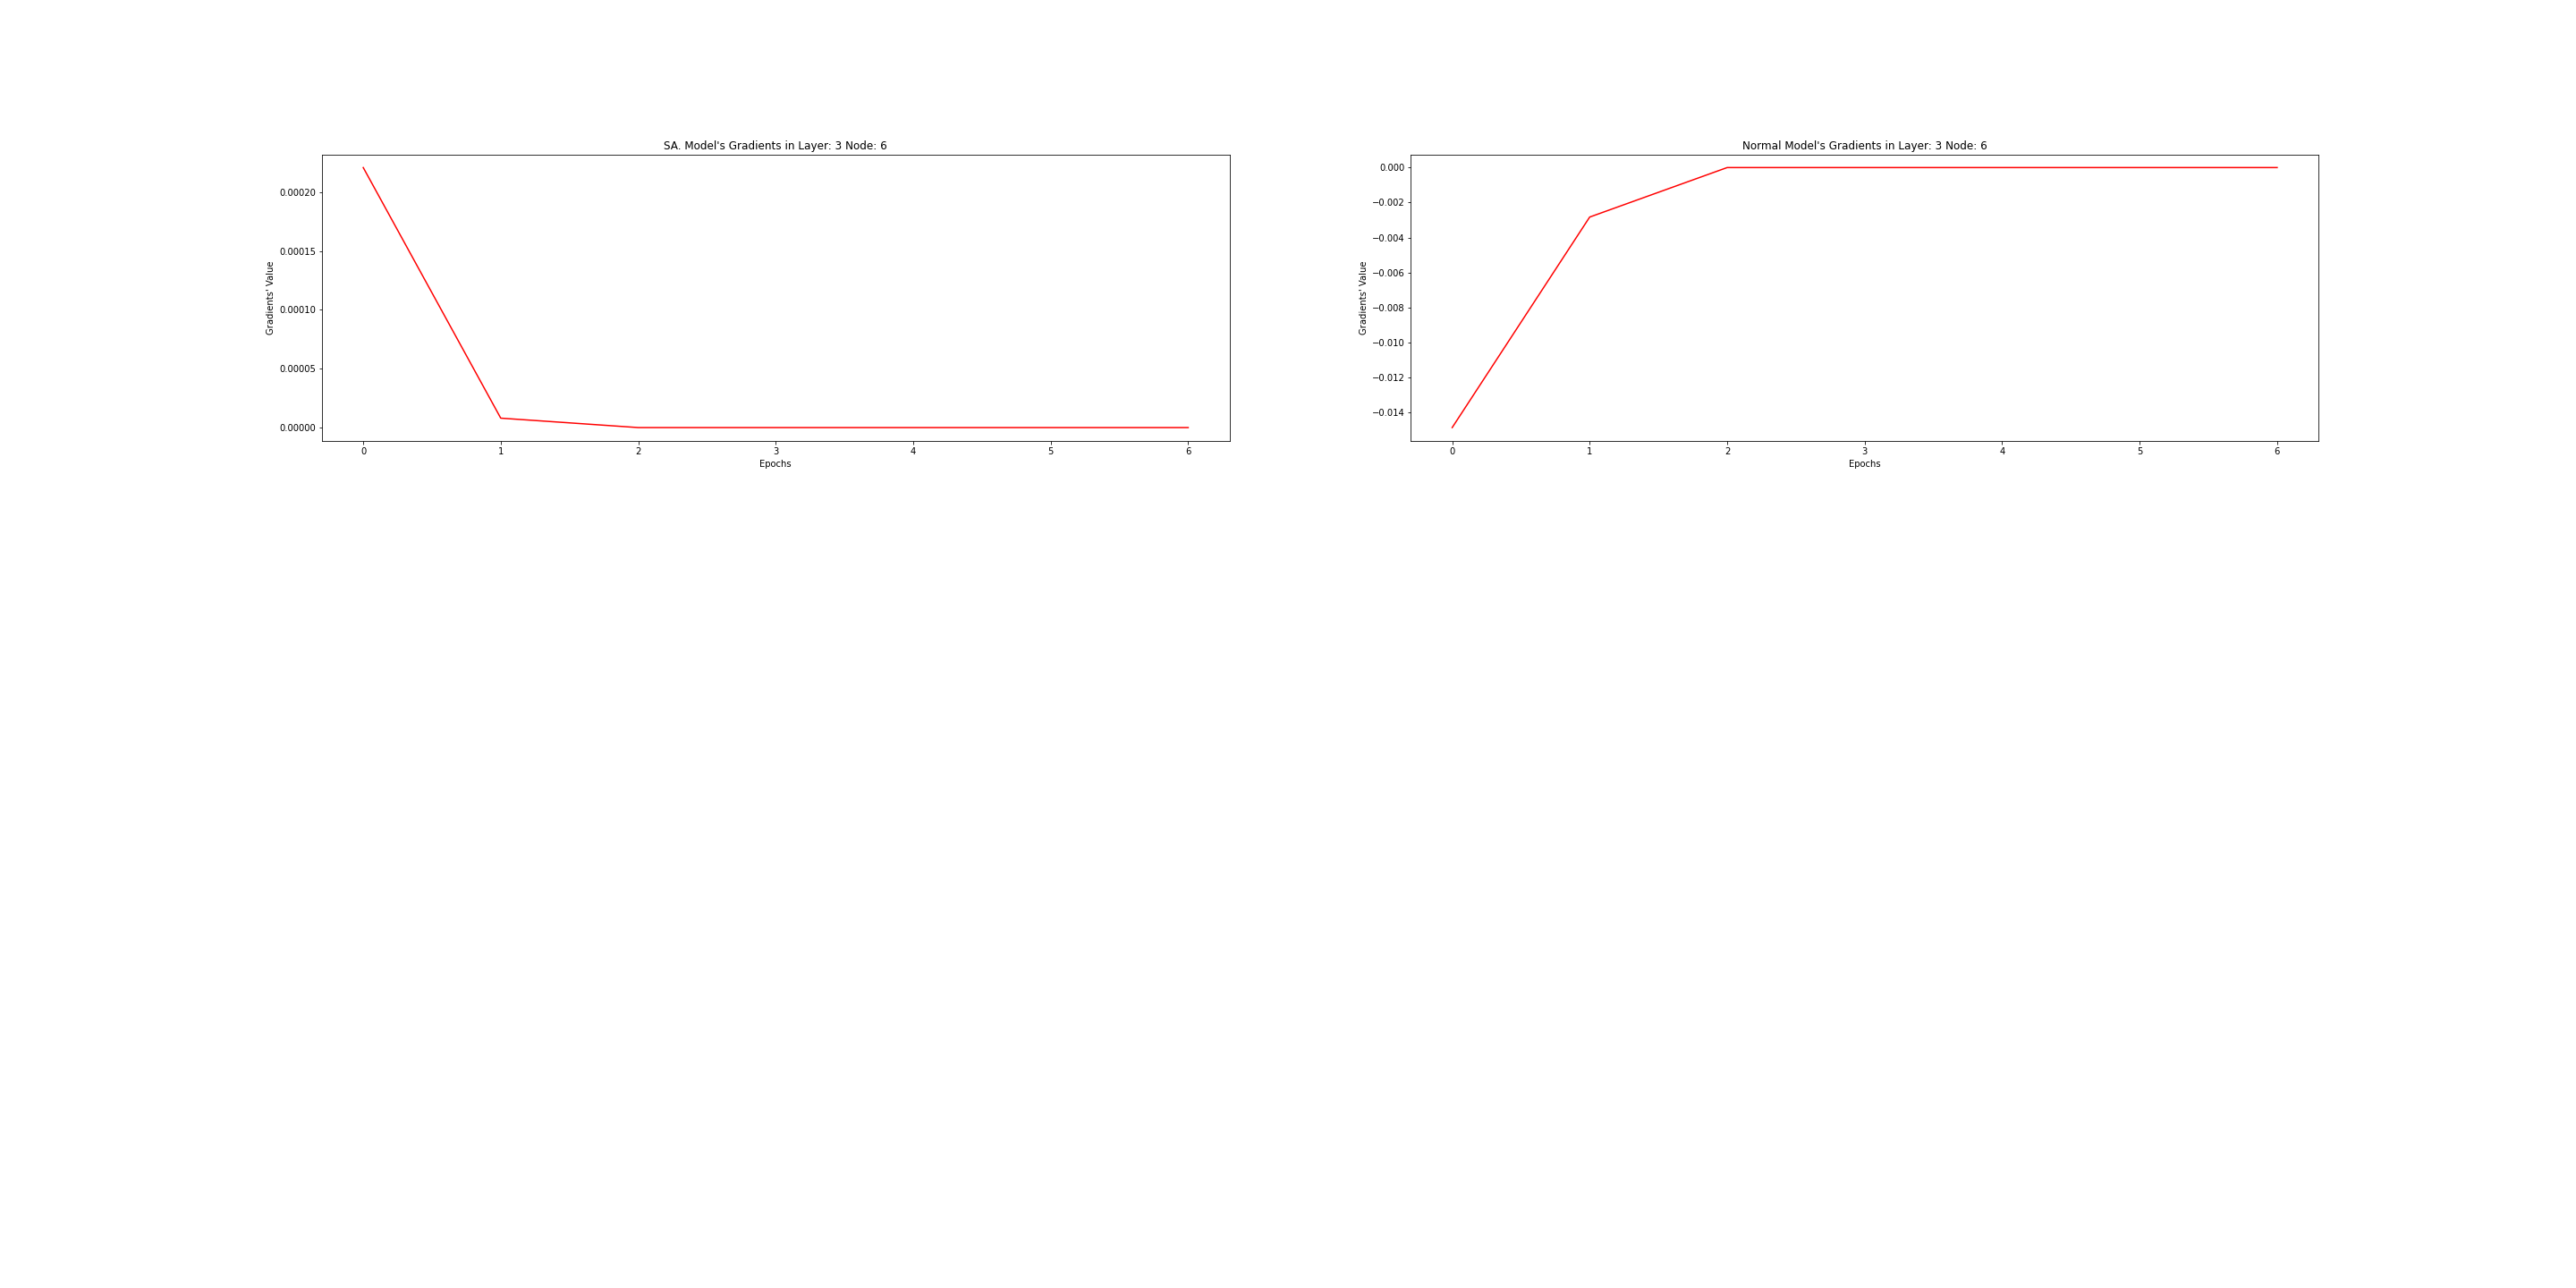 SA. Model's Gradients in Layer: 3 Node: 6
Gradients' Value
0.00020
0.00015
0.00010
0.00005
0.00000
0 1 2 3 4 5 6
Epochs
Normal Model's Gradients in Layer: 3 Node: 6
Gradients' Value
0.000
−0.002
−0.004
−0.006
−0.008
−0.010
−0.012
−0.014
0 1 2 3 4 5 6
Epochs